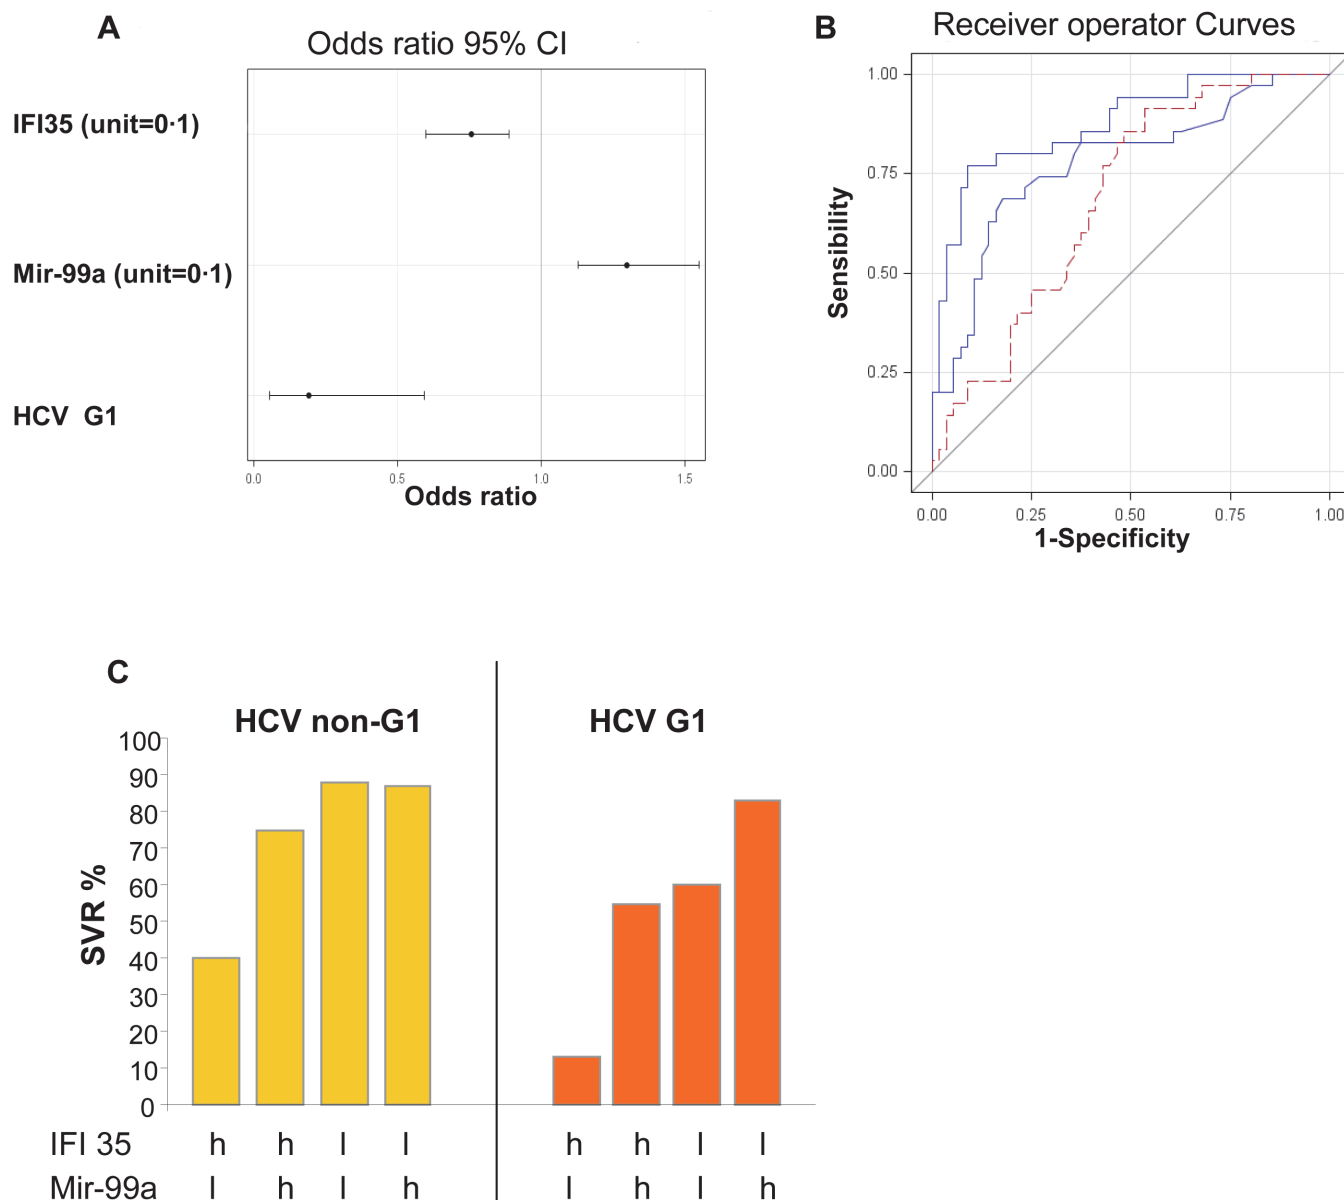 A
Odds ratio 95% CI
IFI35 (unit=0·1)
Mir-99a (unit=0·1)
HCV G1
0.0 0.5 1.0 1.5
Odds ratio
B
Receiver operator Curves
Sensibility
1.00
0.75
0.50
0.25
0.00
0.00 0.25 0.50 0.75 1.00
1-Specificity
C
HCV non-G1 HCV G1
SVR %
100
90
80
70
60
50
40
30
20
10
0
IFI 35 h h l l h h l l
Mir-99a l h l h l h l h